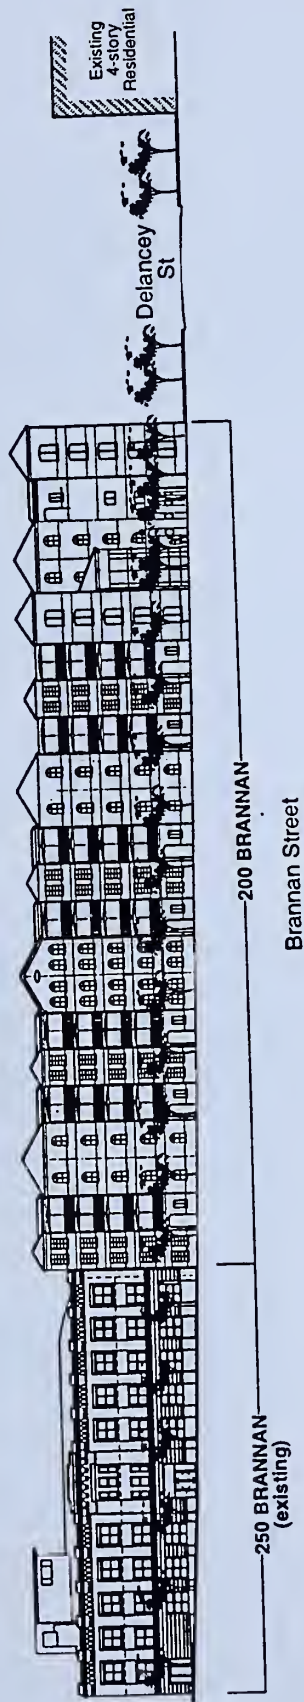 Existing
4-story
Residential
Delancey
St
250 BRANNAN
(existing)
200 BRANNAN
Brannan Street